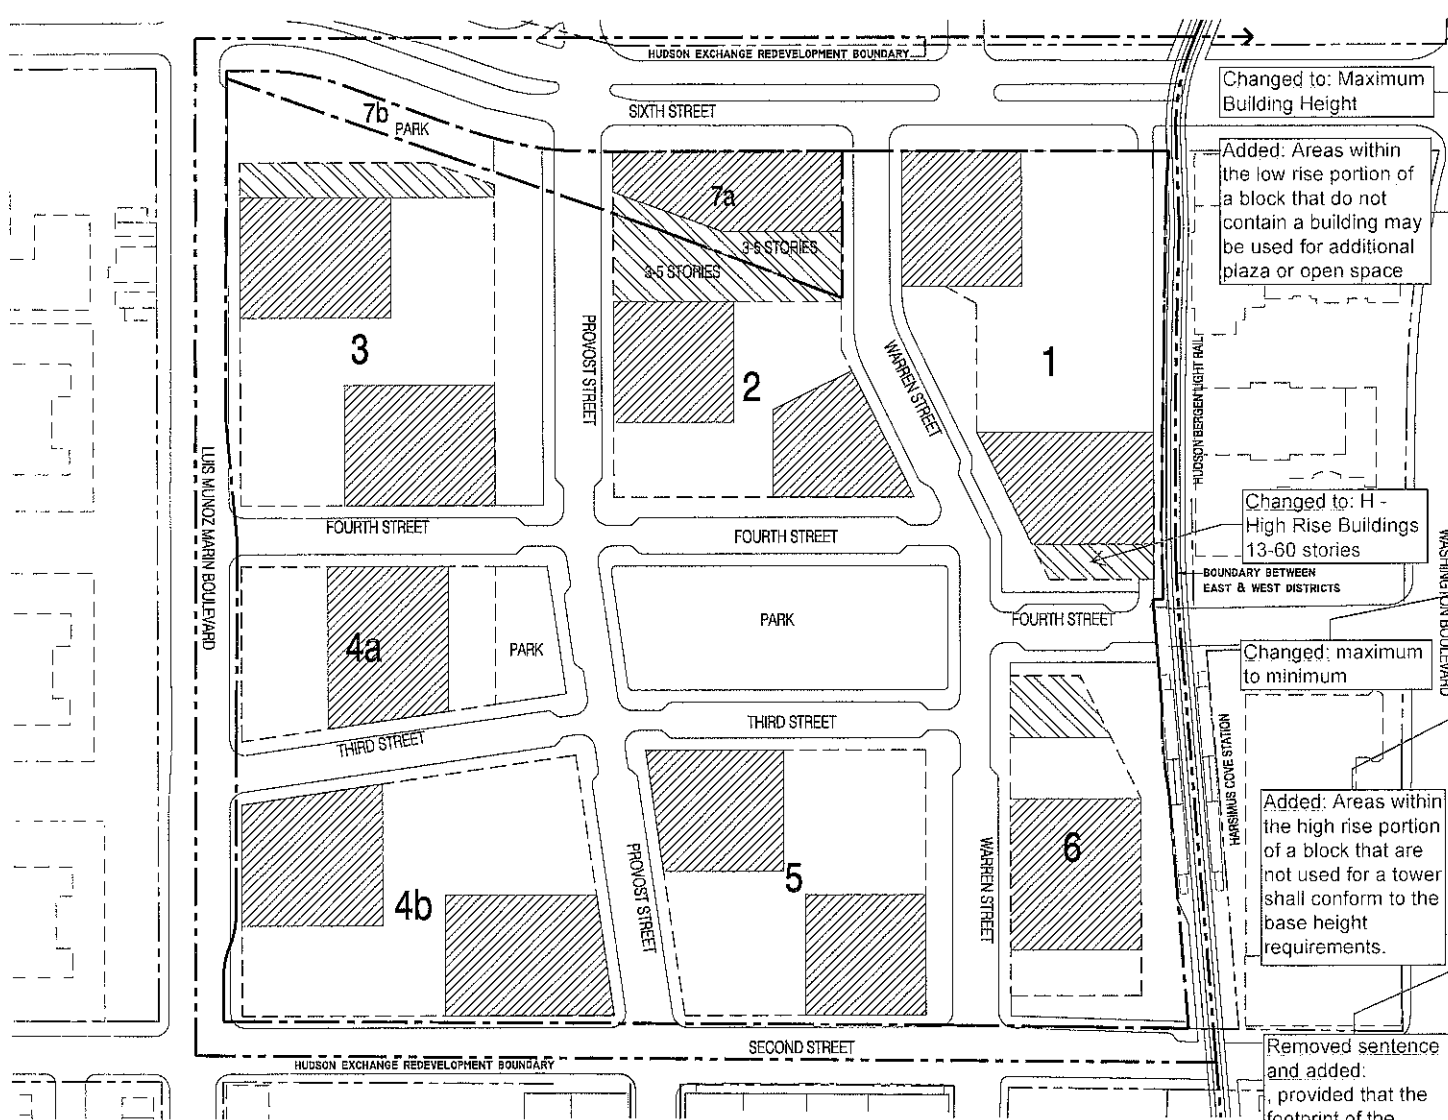 HUDSON EXCHANGE REDEVELOPMENT BOUNDARY
Changed to: Maximum
Building Height
7b
PARK
SIXTH STREET
Added: Areas within
the low rise portion of
a block that do not
contain a building may
be used for additional
plaza or open space
7a
3-5 STORIES
3-5 STORIES
3
PROVOST STREET
2
WARREN STREET
1
HUDSON BERGEN LIGHT RAIL
LUIS MUNOZ MARIN BOULEVARD
Changed to: H -
High Rise Buildings
13-60 stories
FOURTH STREET
FOURTH STREET
BOUNDARY BETWEEN
EAST & WEST DISTRICTS
WASHINGTON BOULEVARD
4a
PARK
PARK
FOURTH STREET
Changed: maximum
to minimum
THIRD STREET
THIRD STREET
HARSIMUS COVE STATION
Added: Areas within
the high rise portion
of a block that are
not used for a tower
shall conform to the
base height
requirements.
4b
PROVOST STREET
5
WARREN STREET
6
SECOND STREET
HUDSON EXCHANGE REDEVELOPMENT BOUNDARY
Removed sentence
and added:
, provided that the
footprint of the